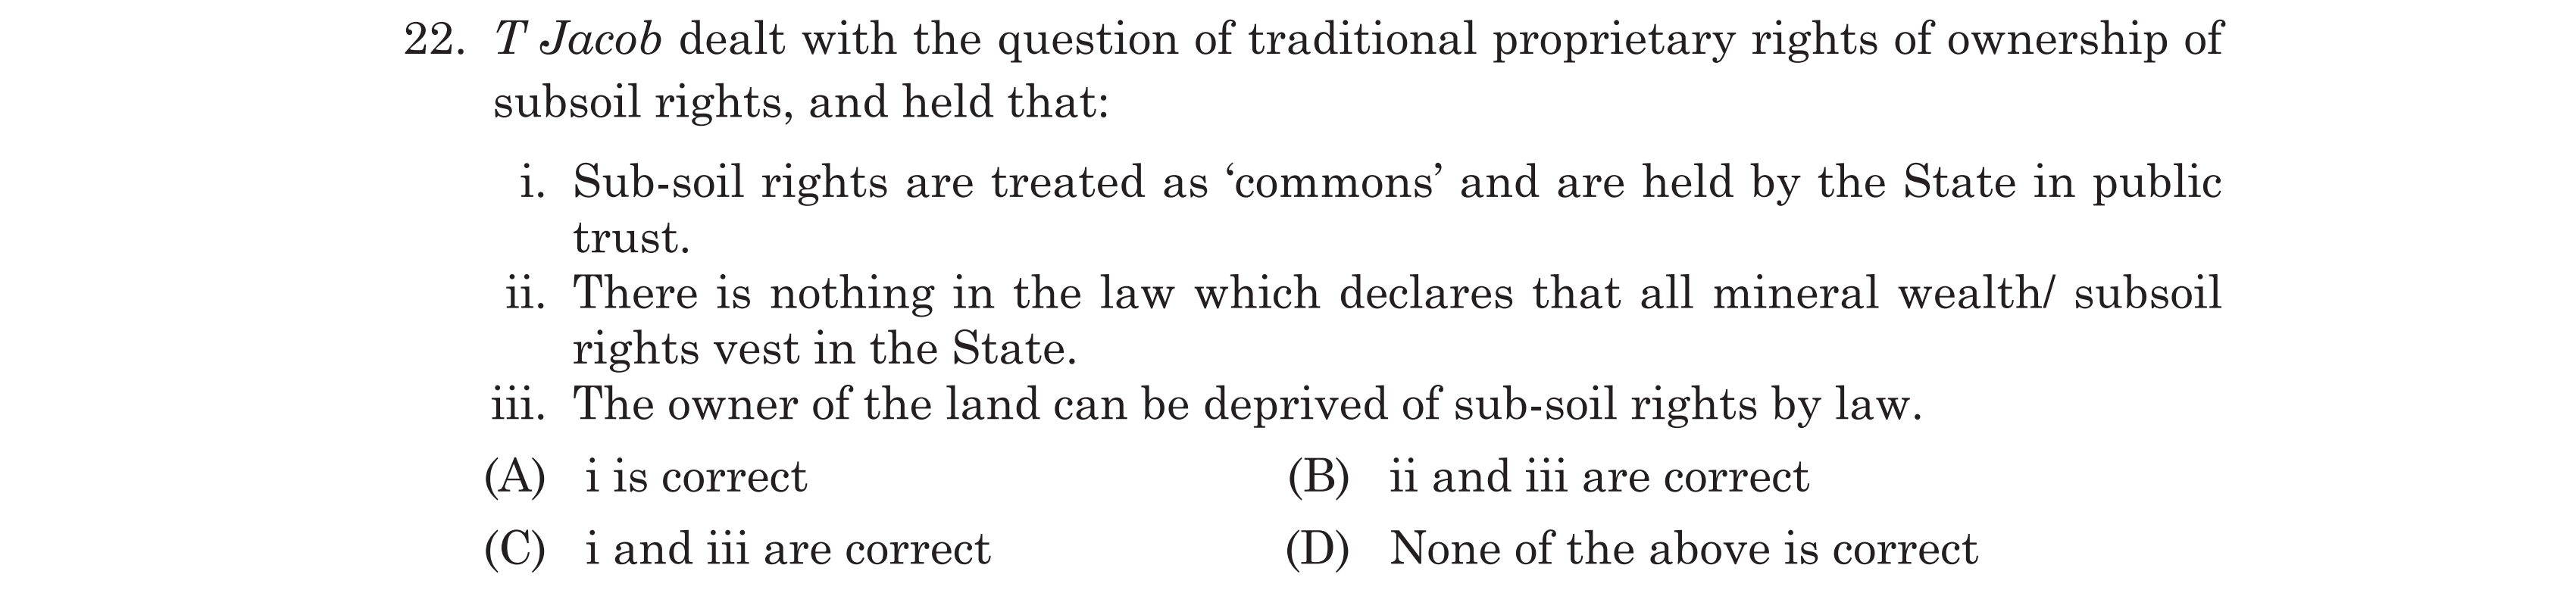 22. T Jacob dealt with the question of traditional proprietary rights of ownership of
subsoil rights, and held that:
i. Sub-soil rights are treated as ‘commons’ and are held by the State in public
trust.
ii. There is nothing in the law which declares that all mineral wealth/ subsoil
rights vest in the State.
iii. The owner of the land can be deprived of sub-soil rights by law.
(A) i is correct (B) ii and iii are correct
(C) i and iii are correct (D) None of the above is correct